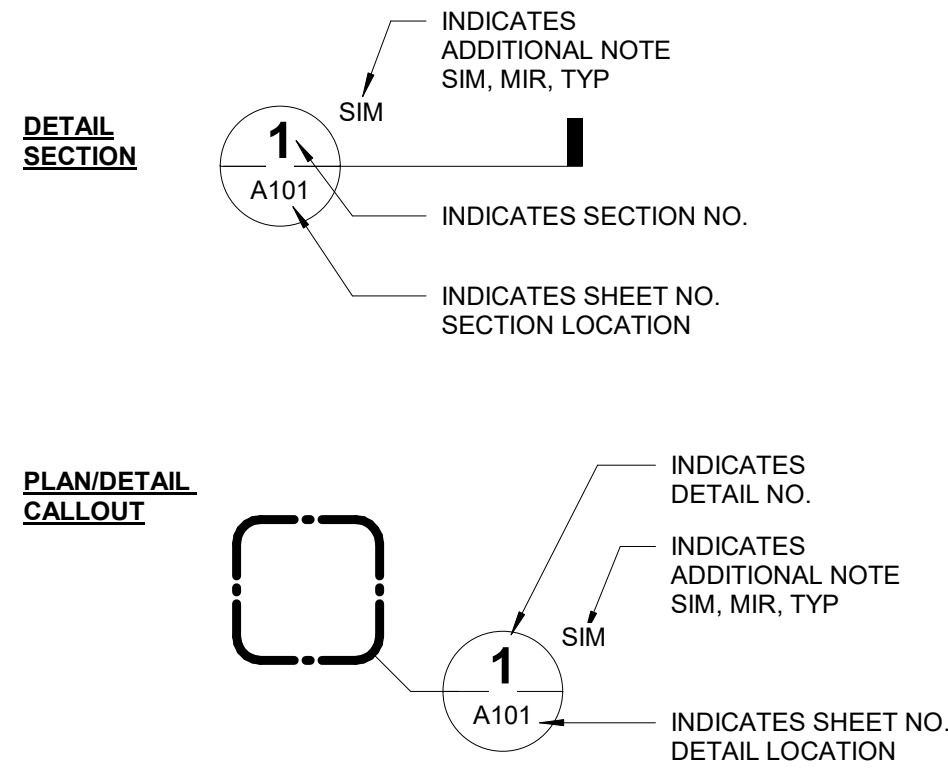 INDICATES
ADDITIONAL NOTE
SIM, MIR, TYP
SIM
DETAIL
SECTION
1
A101
INDICATES SECTION NO.
INDICATES SHEET NO.
SECTION LOCATION
PLAN/DETAIL
CALLOUT
INDICATES
DETAIL NO.
INDICATES
ADDITIONAL NOTE
SIM, MIR, TYP
SIM
1
A101
INDICATES SHEET NO.
DETAIL LOCATION